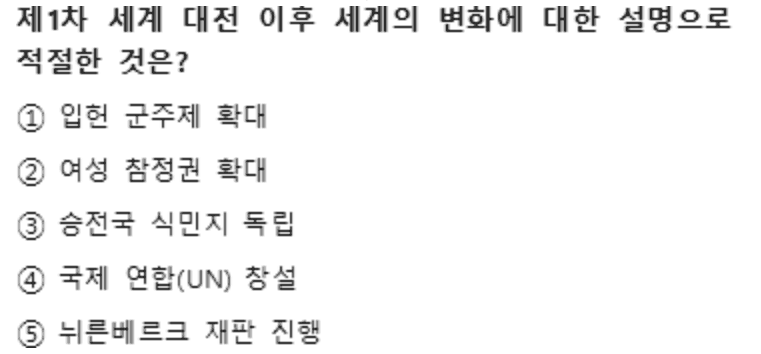 제1차 세계 대전 이후 세계의 변화에 대한 설명으로
적절한 것은?
① 입헌 군주제 확대
② 여성 참정권 확대
③ 승전국 식민지 독립
④ 국제 연합(UN) 창설
⑤ 뉘른베르크 재판 진행